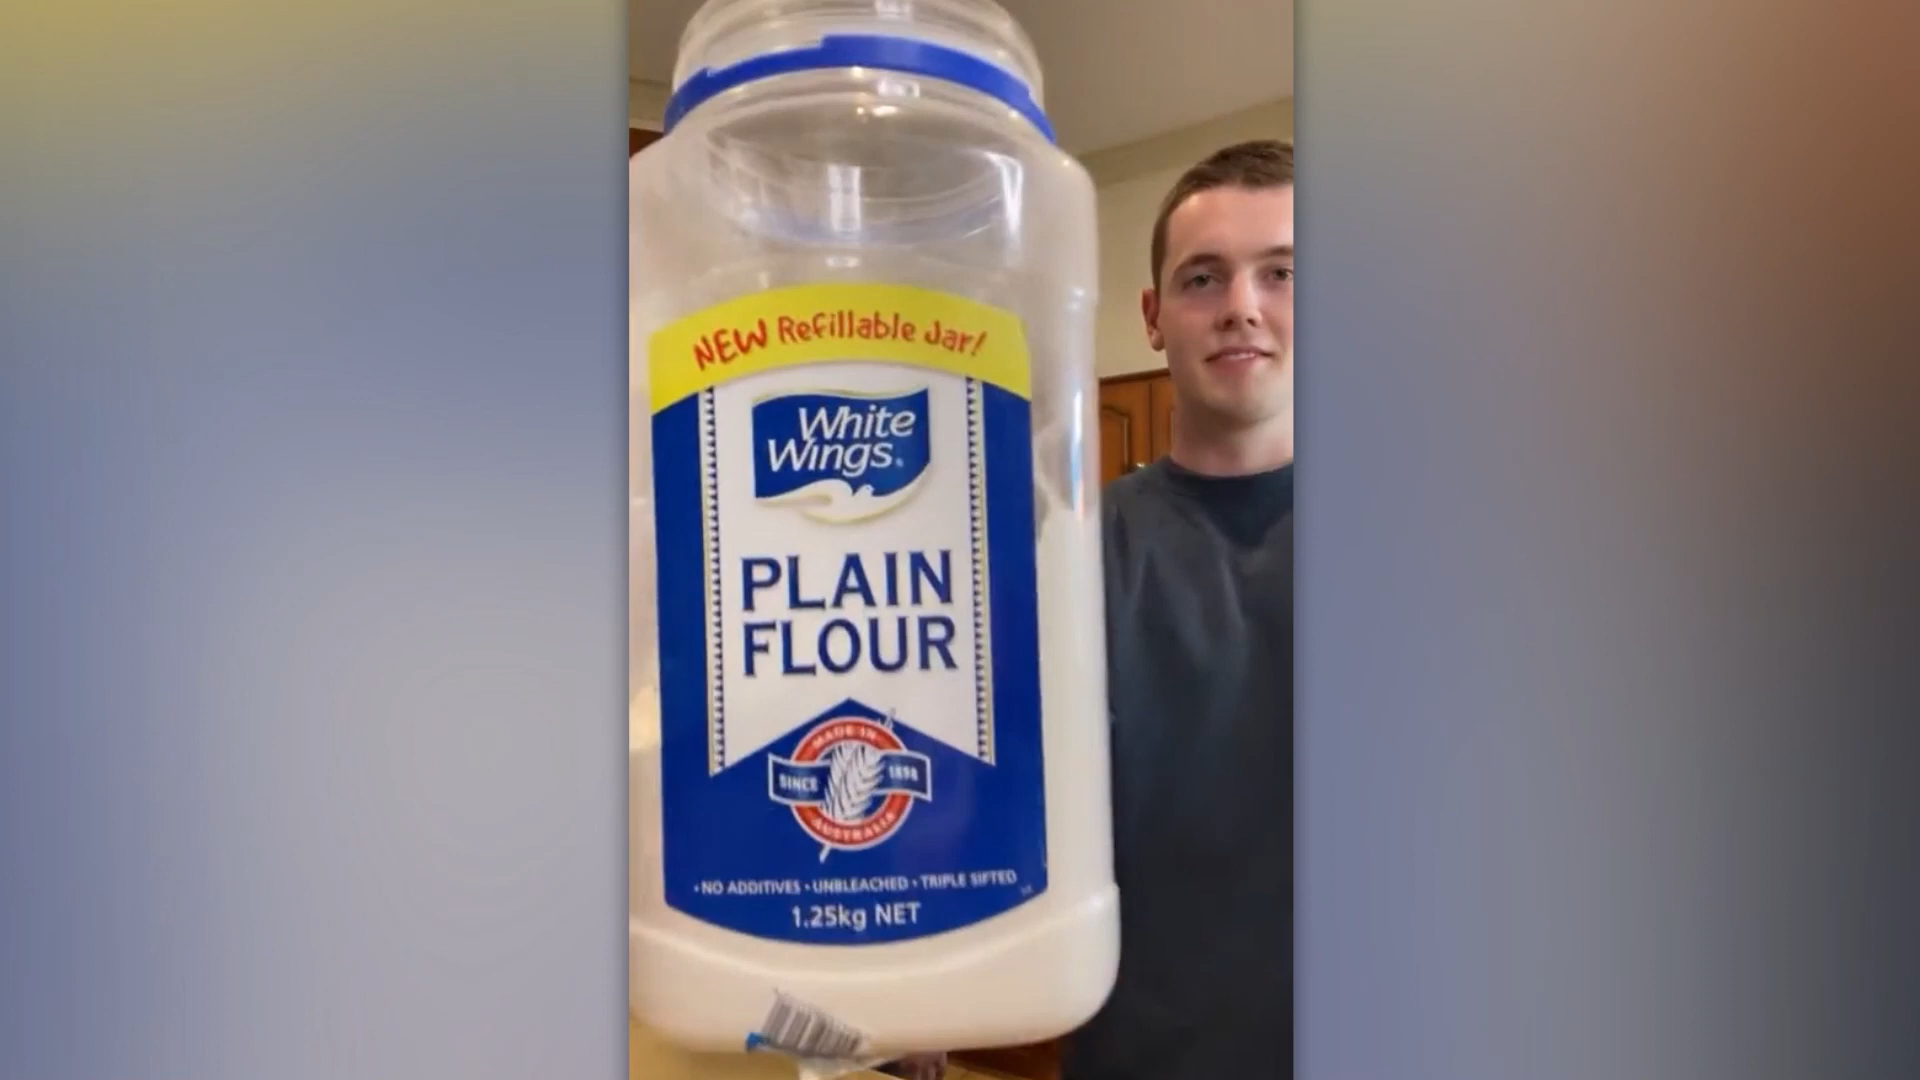 NEW Refillable Jar!
White
Wings®
PLAIN
FLOUR
MADE IN
SINCE 1898
AUSTRALIA
• NO ADDITIVES • UNBLEACHED • TRIPLE SIFTED
1.25kg NET